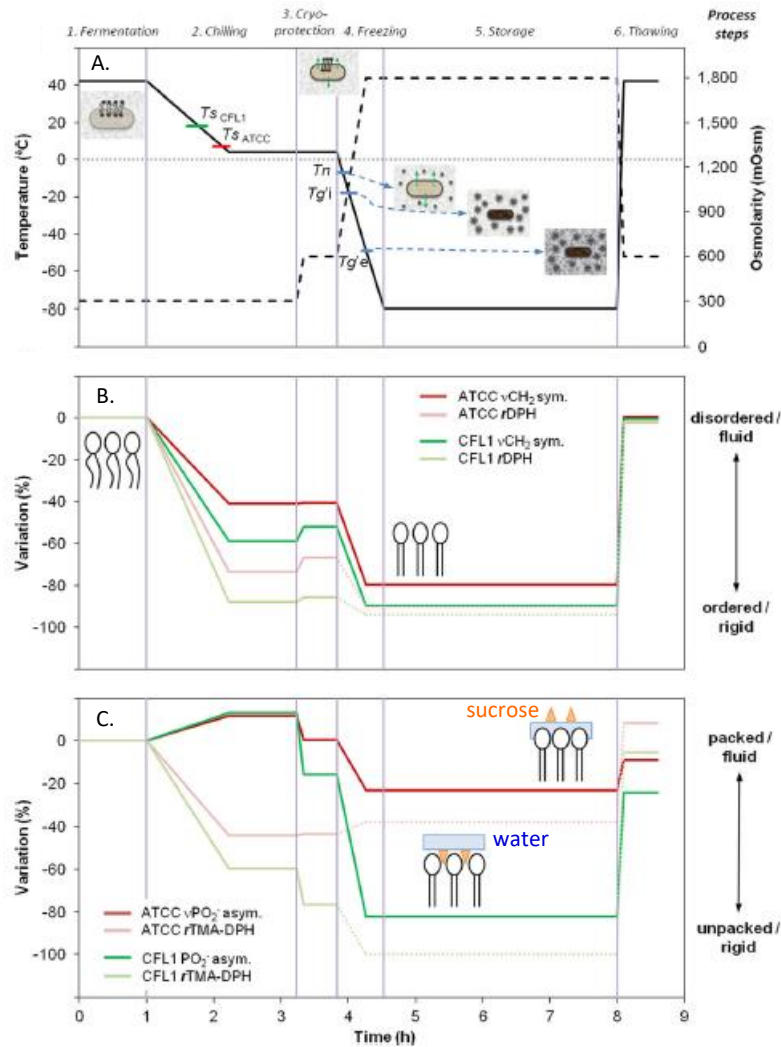 1. Fermentation
2. Chilling
3. Cryo-
protection
4. Freezing
5. Storage
6. Thawing
Process
steps
A.
Temperature (ºC)
40
20
0
-20
-40
-60
-80
Ts CFL1
Ts ATCC
Tn
Tg'i
Tg'e
1,800
1,500
1,200
900
600
300
0
Osmolarity (mOsm)
B.
Variation (%)
0
-20
-40
-60
-80
-100
ATCC νCH2 sym.
ATCC rDPH
CFL1 νCH2 sym.
CFL1 rDPH
disordered /
fluid
ordered /
rigid
C.
Variation (%)
0
-20
-40
-60
-80
-100
sucrose
water
ATCC νPO2- asym.
ATCC rTMA-DPH
CFL1 PO2- asym.
CFL1 rTMA-DPH
packed /
fluid
unpacked /
rigid
0 1 2 3 4 5 6 7 8 9
Time (h)